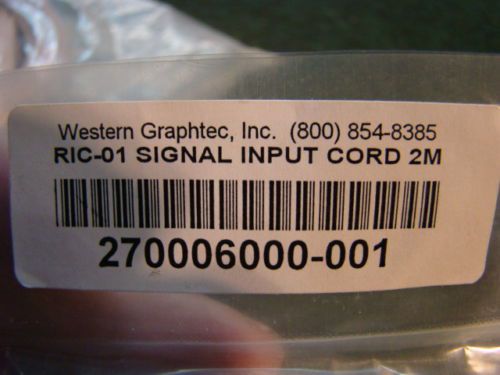 Western Graphtec, Inc. (800) 854-8385
RIC-01 SIGNAL INPUT CORD 2M
270006000-001